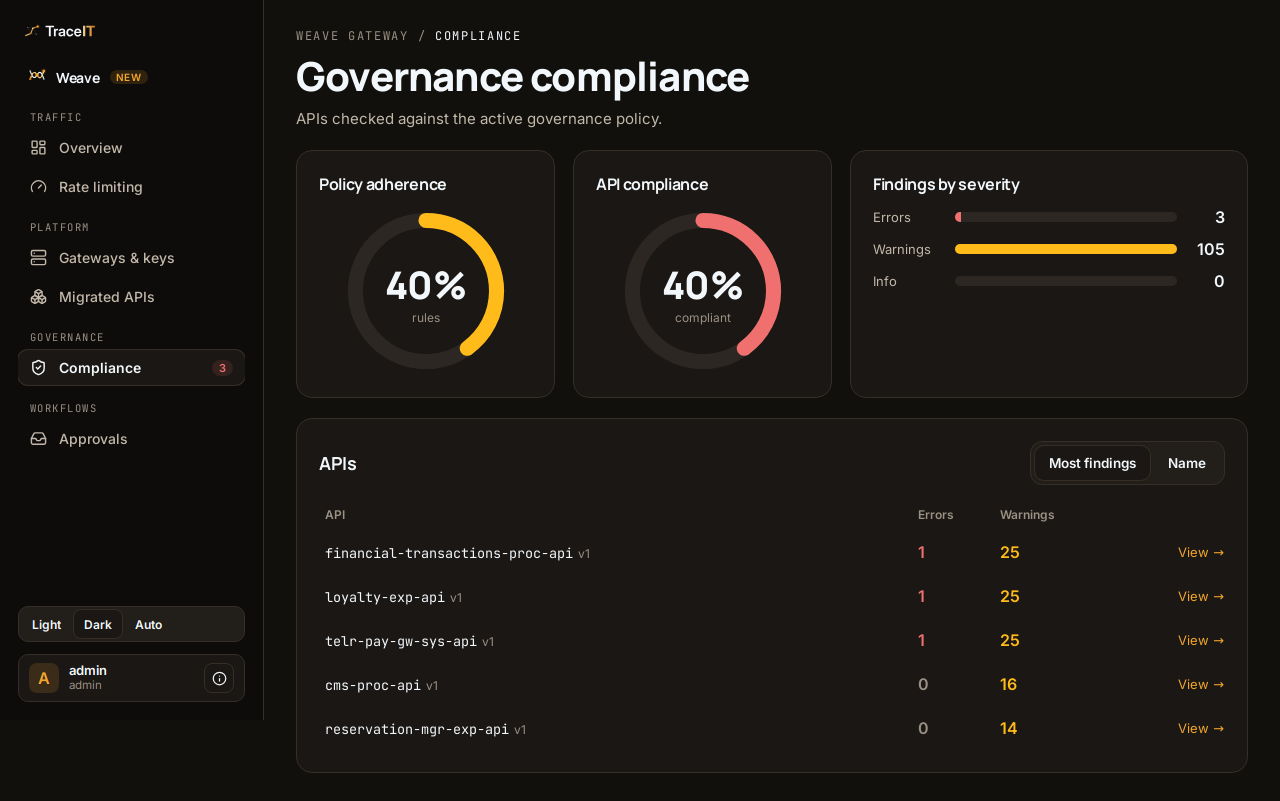 TraceIT
Weave NEW
TRAFFIC
Overview
Rate limiting
PLATFORM
Gateways & keys
Migrated APIs
GOVERNANCE
Compliance 3
WORKFLOWS
Approvals
Light Dark Auto
A admin
admin
WEAVE GATEWAY / COMPLIANCE
Governance compliance
APIs checked against the active governance policy.
Policy adherence
40%
rules
API compliance
40%
compliant
Findings by severity
Errors 3
Warnings 105
Info 0
APIs
Most findings Name
API Errors Warnings
financial-transactions-proc-api v1 1 25 View →
loyalty-exp-api v1 1 25 View →
telr-pay-gw-sys-api v1 1 25 View →
cms-proc-api v1 0 16 View →
reservation-mgr-exp-api v1 0 14 View →